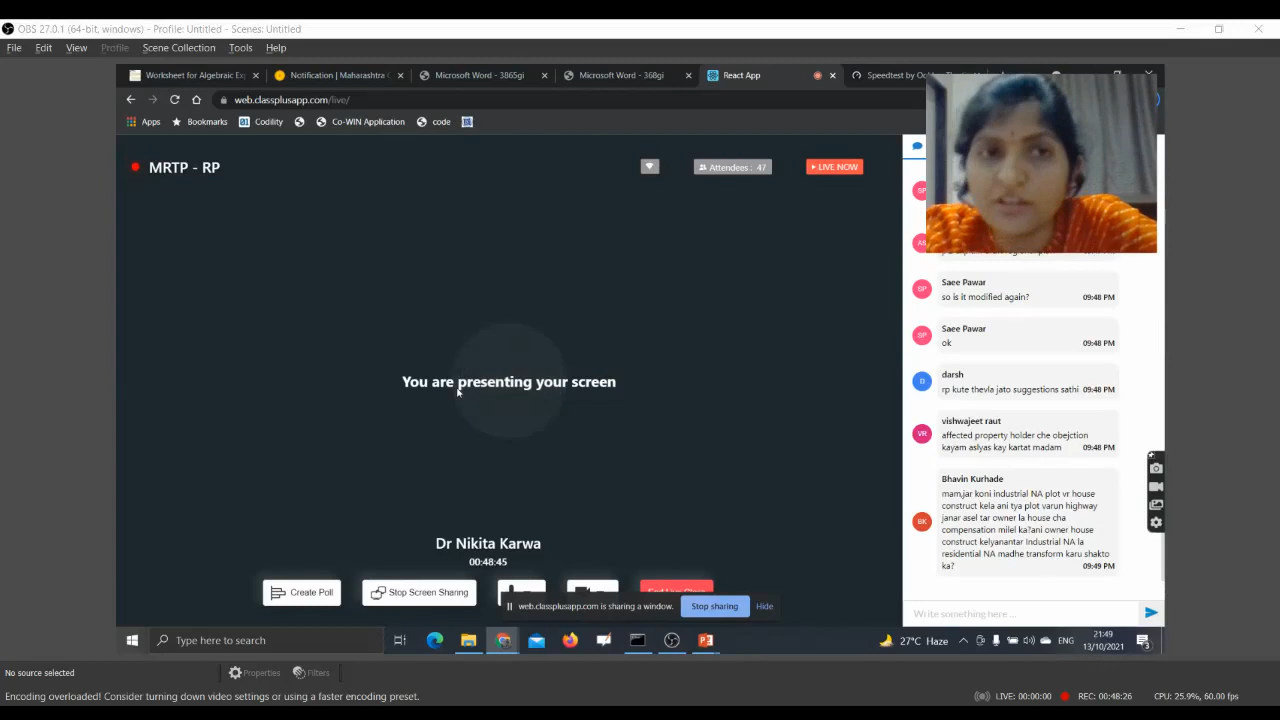 OBS 27.0.1 (64-bit, windows) - Profile: Untitled - Scenes: Untitled
File Edit View Profile Scene Collection Tools Help
Worksheet for Algebraic Ex Notification | Maharashtra Microsoft Word - 3865gi Microsoft Word - 368gi React App Speedtest by
web.classplusapp.com/live/
Apps Bookmarks Codility Co-WIN Application code
MRTP - RP
Attendees : 47
LIVE NOW
Saee Pawar
so is it modified again? 09:48 PM
Saee Pawar
ok 09:48 PM
darsh
rp kute thevla jato suggestions sathi 09:48 PM
vishwajeet raut
affected property holder che obejction
kayam aslyas kay kartat madam 09:48 PM
Bhavin Kurhade
mam,jar koni industrial NA plot vr house
construct kela ani tya plot varun highway
janar asel tar owner la house cha
compensation milel ka?ani owner house
construct kelyanantar Industrial NA la
residential NA madhe transform karu shakto
ka? 09:49 PM
SP
SP
SP
D
VR
BK
You are presenting your screen
Dr Nikita Karwa
00:48:45
Create Poll Stop Screen Sharing
web.classplusapp.com is sharing a window. Stop sharing Hide
Write something here ...
Type here to search
27°C Haze ENG 21:49
13/10/2021
3
No source selected Properties Filters
Encoding overloaded! Consider turning down video settings or using a faster encoding preset. LIVE: 00:00:00 REC: 00:48:26 CPU: 25.9%, 60.00 fps